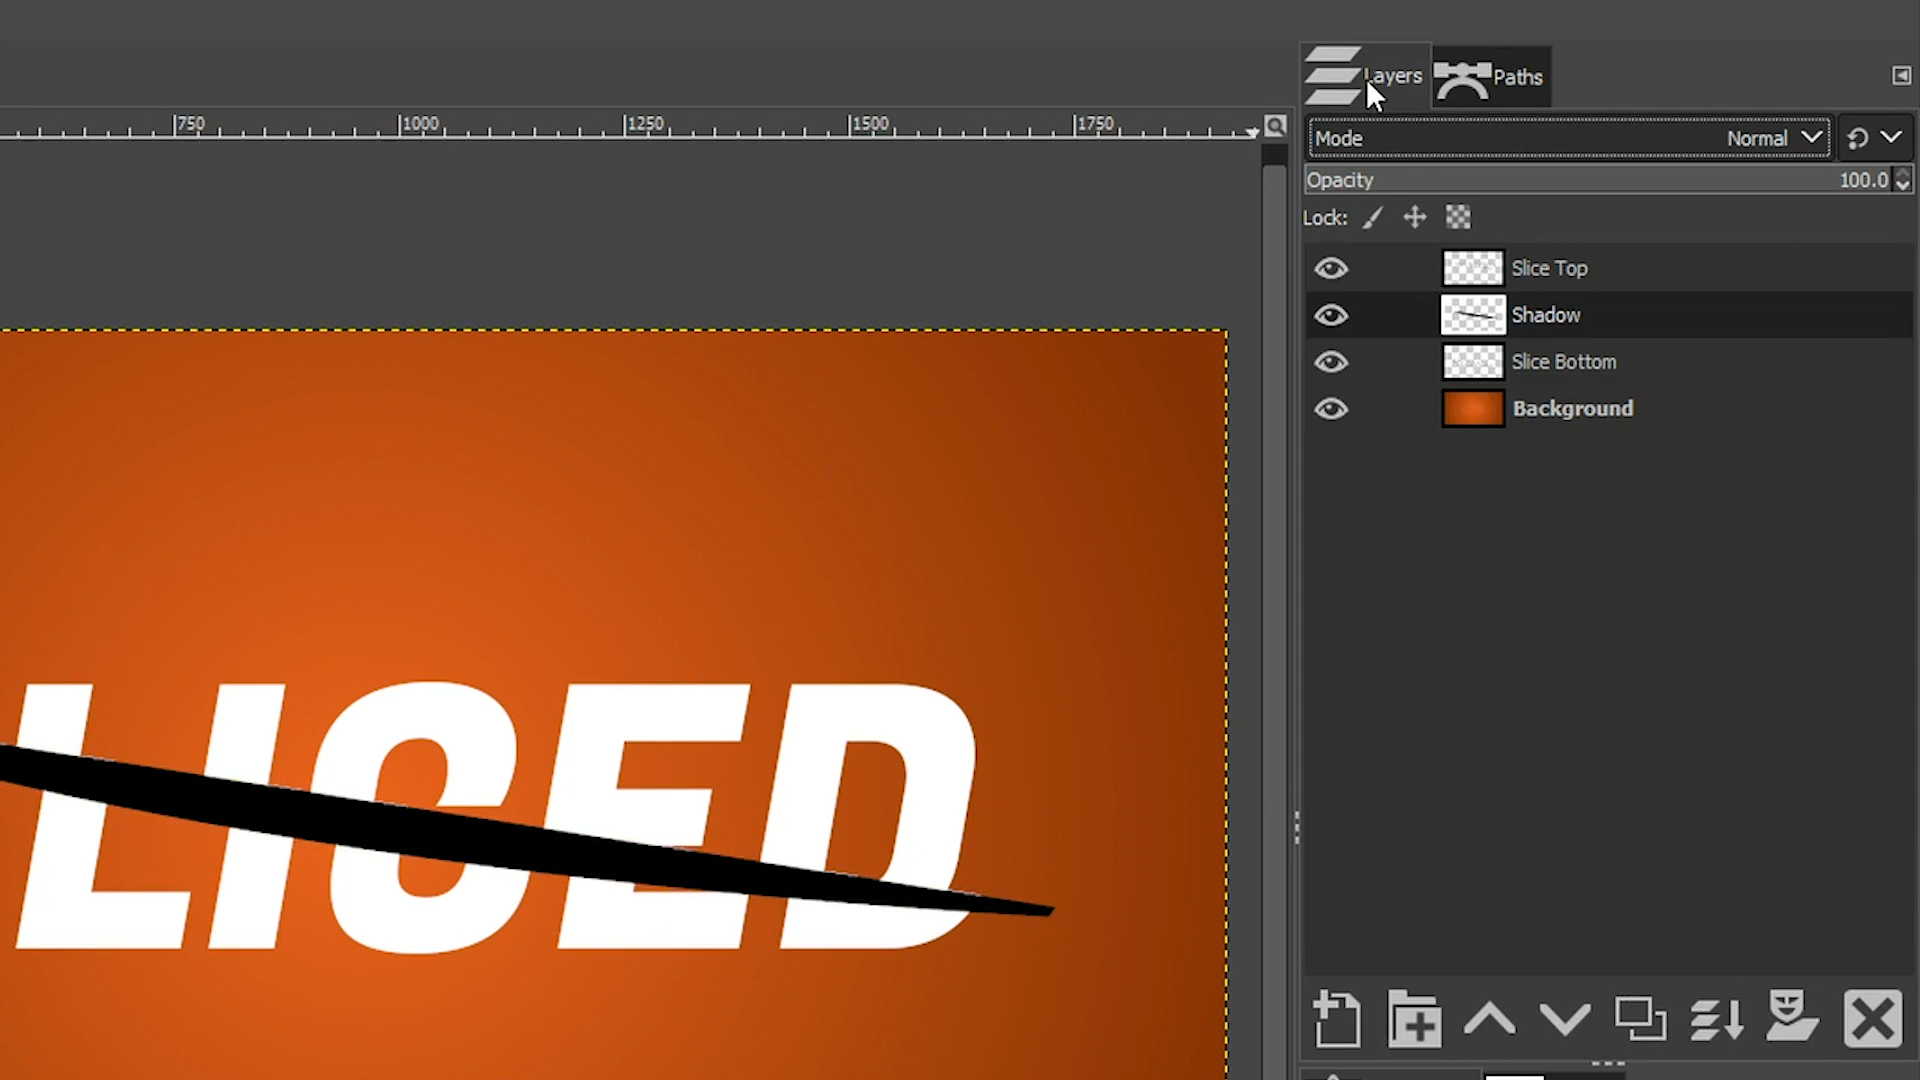 Layers Paths
750 1000 1250 1500 1750
Mode Normal
Opacity 100.0
Lock:
Slice Top
Shadow
Slice Bottom
Background
LICED